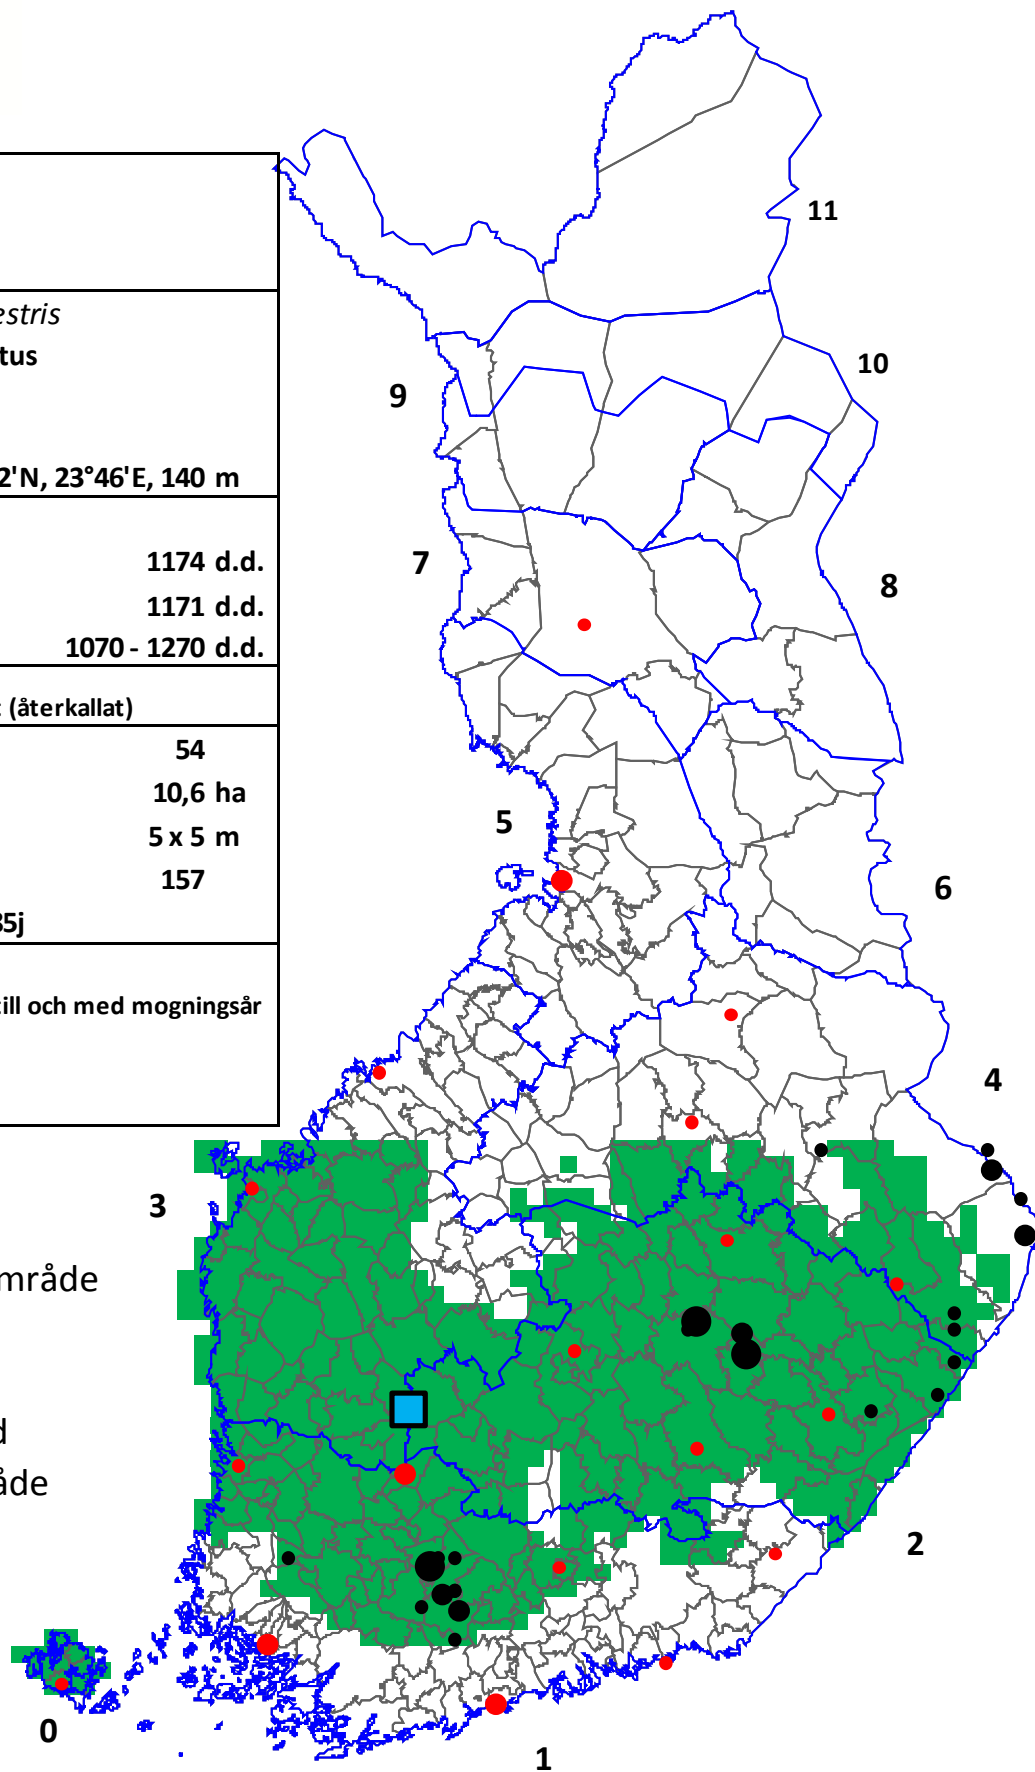 estris
tus
2'N, 23°46'E, 140 m
1174 d.d.
1171 d.d.
1070 - 1270 d.d.
(återkallat)
54
10,6 ha
5 x 5 m
157
35j
till och med mogningsår
11
10
9
8
7
6
5
4
3
område
d
åde
2
1
0